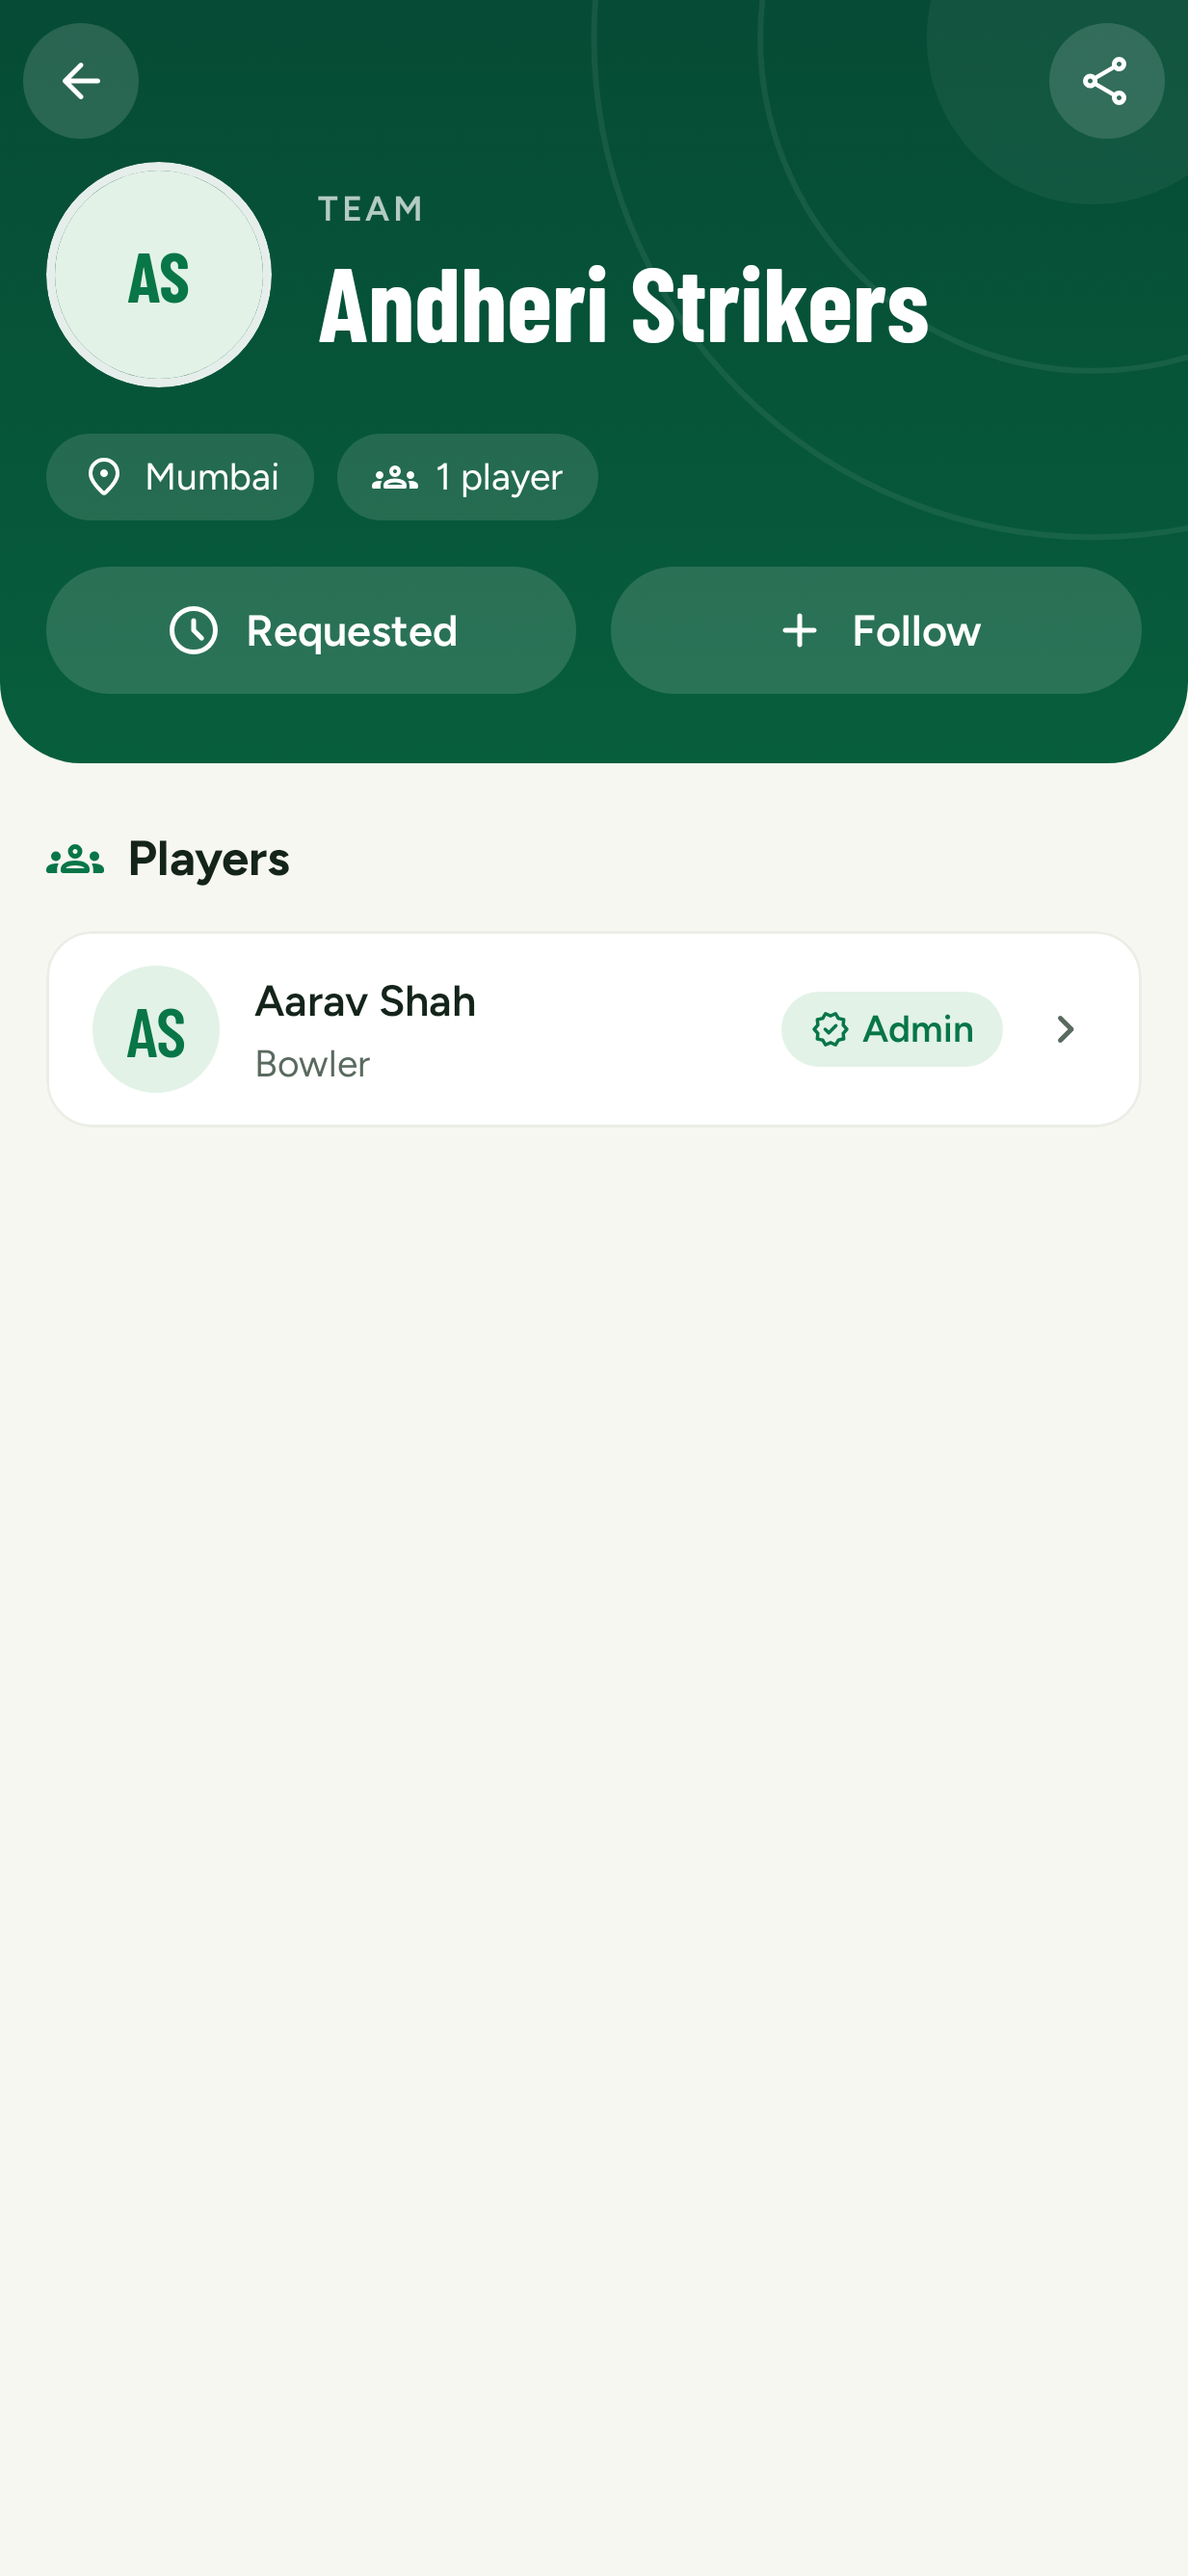 TEAM
AS
Andheri Strikers
Mumbai
1 player
Requested
Follow
Players
AS
Aarav Shah
Bowler
Admin